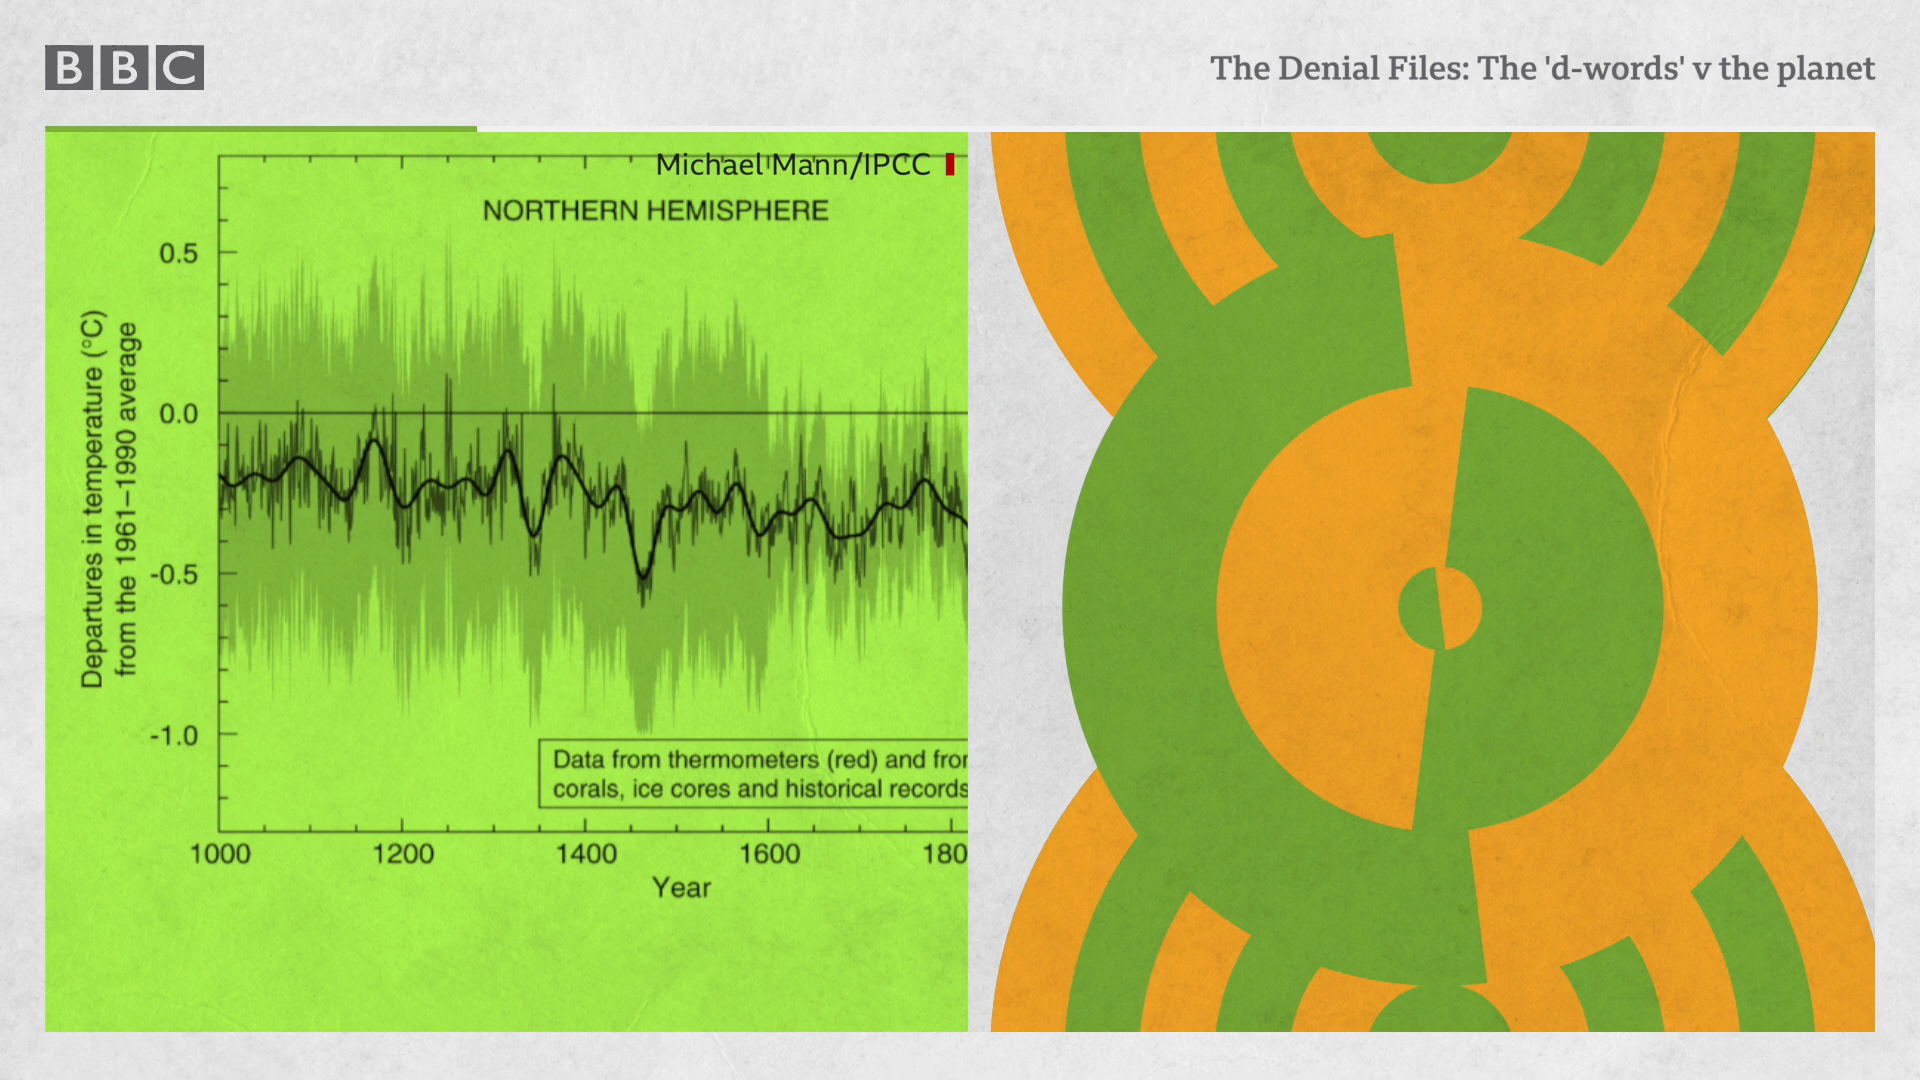 BBC
The Denial Files: The 'd-words' v the planet
Michael Mann/IPCC
NORTHERN HEMISPHERE
Departures in temperature (°C)
from the 1961–1990 average
0.5
0.0
-0.5
-1.0
Data from thermometers (red) and
corals, ice cores and historical records
1000 1200 1400 1600 180
Year